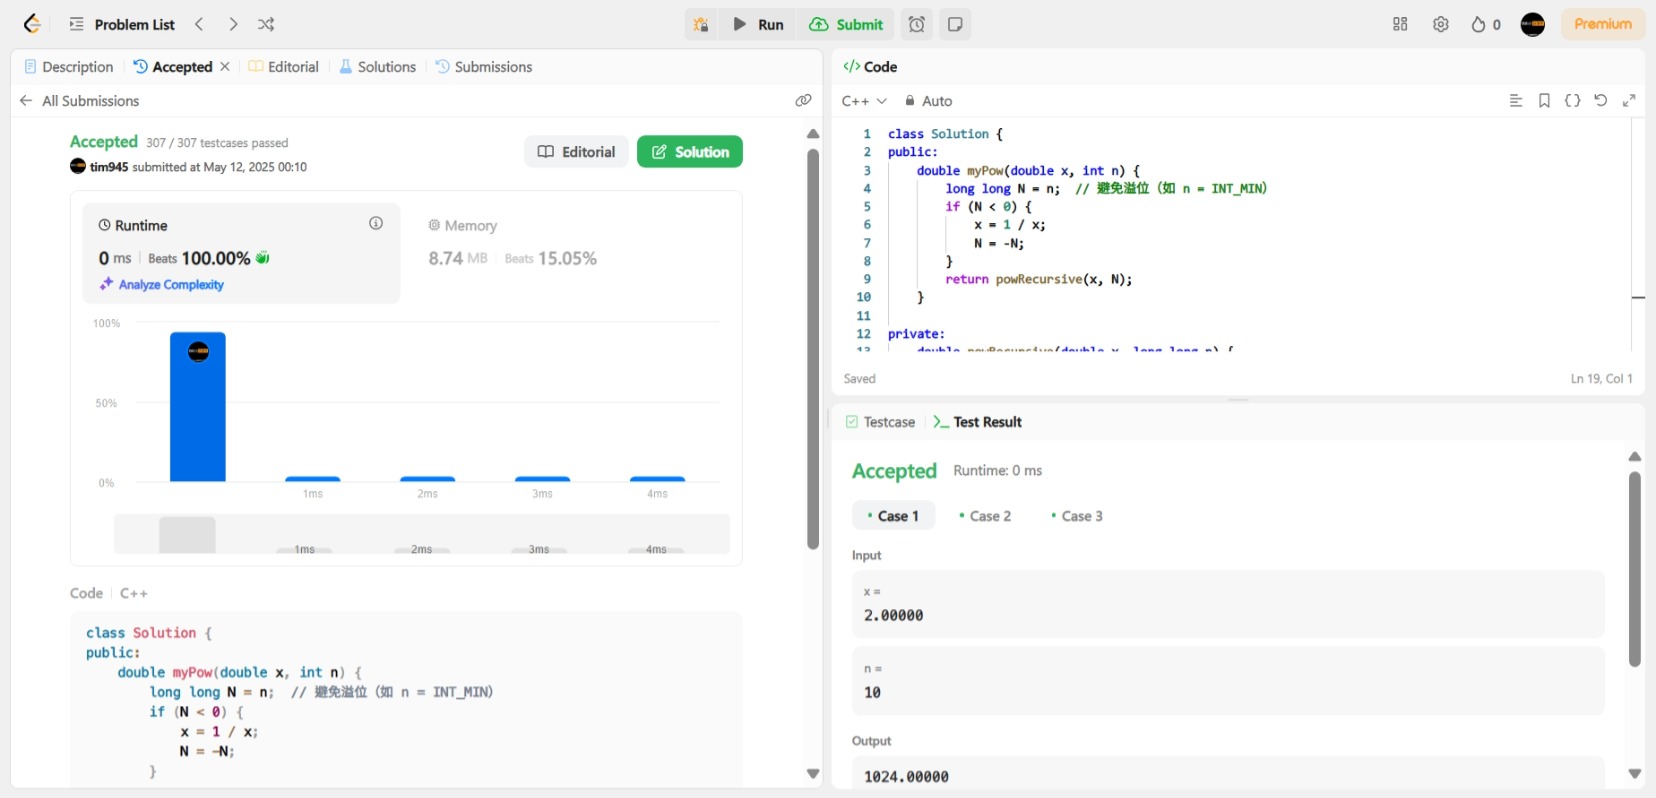 Problem List
Run
Submit
0
Premium
Description
Accepted
Editorial
Solutions
Submissions
All Submissions
Accepted 307 / 307 testcases passed
tim945 submitted at May 12, 2025 00:10
Editorial
Solution
Runtime
0 ms Beats 100.00%
Analyze Complexity
Memory
8.74 MB Beats 15.05%
100%
50%
0%
1ms
2ms
3ms
4ms
1ms
2ms
3ms
4ms
Code C++
class Solution {
public:
double myPow(double x, int n) {
long long N = n; // 避免溢位（如 n = INT_MIN）
if (N < 0) {
x = 1 / x;
N = -N;
}
</> Code
C++
Auto
1 class Solution {
2 public:
3 double myPow(double x, int n) {
4 long long N = n; // 避免溢位（如 n = INT_MIN）
5 if (N < 0) {
6 x = 1 / x;
7 N = -N;
8 }
9 return powRecursive(x, N);
10 }
11
12 private:
13 double powRecursive(double x, long long n) {
Saved
Ln 19, Col 1
Testcase
Test Result
Accepted Runtime: 0 ms
Case 1
Case 2
Case 3
Input
x =
2.00000
n =
10
Output
1024.00000